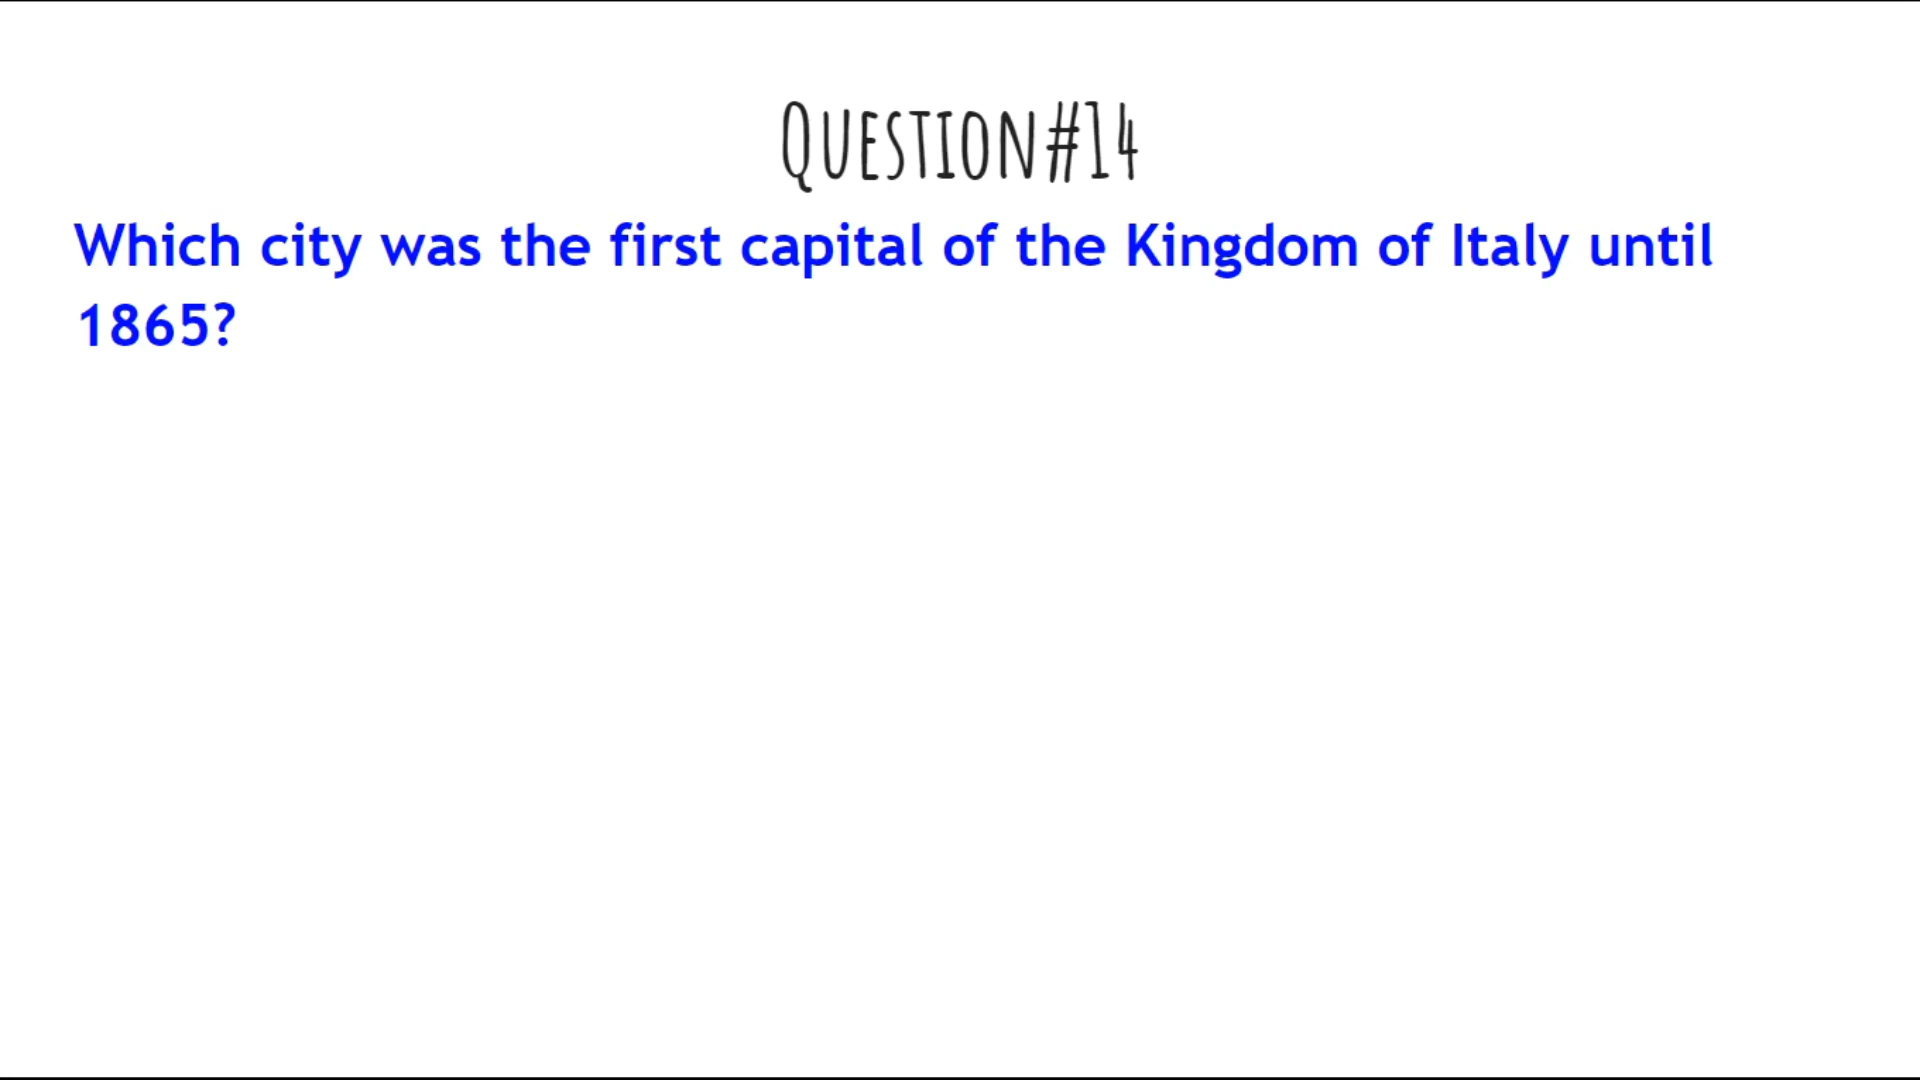 QUESTION#14
Which city was the first capital of the Kingdom of Italy until
1865?